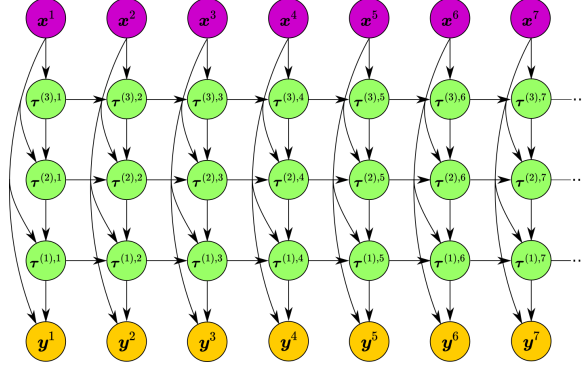 x¹ x² x³ x⁴ x⁵ x⁶ x⁷
τ⁽³⁾,¹ τ⁽³⁾,² τ⁽³⁾,³ τ⁽³⁾,⁴ τ⁽³⁾,⁵ τ⁽³⁾,⁶ τ⁽³⁾,⁷ ··
τ⁽²⁾,¹ τ⁽²⁾,² τ⁽²⁾,³ τ⁽²⁾,⁴ τ⁽²⁾,⁵ τ⁽²⁾,⁶ τ⁽²⁾,⁷ ··
τ⁽¹⁾,¹ τ⁽¹⁾,² τ⁽¹⁾,³ τ⁽¹⁾,⁴ τ⁽¹⁾,⁵ τ⁽¹⁾,⁶ τ⁽¹⁾,⁷ ··
y¹ y² y³ y⁴ y⁵ y⁶ y⁷